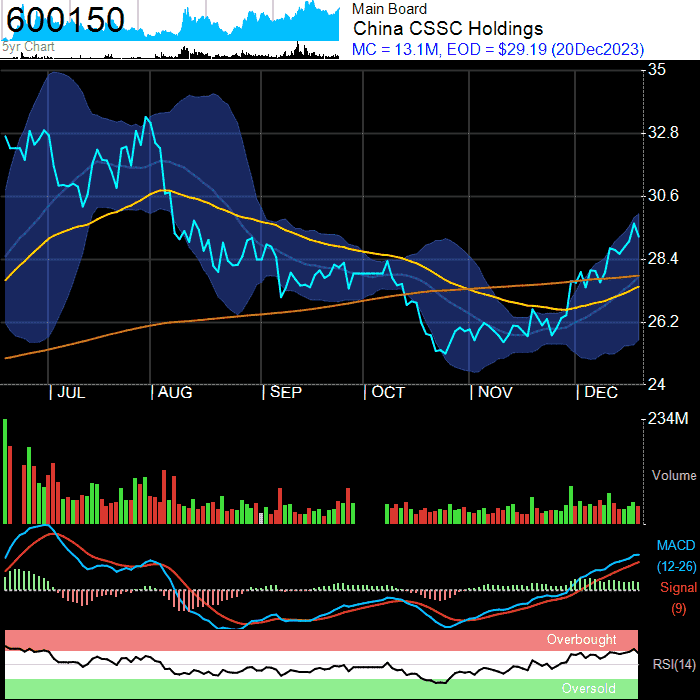 600150
5yr Chart
Main Board
China CSSC Holdings
MC = 13.1M, EOD = $29.19 (20Dec2023)
35
32.8
30.6
28.4
26.2
24
JUL
AUG
SEP
OCT
NOV
DEC
234M
Volume
MACD
(12-26)
Signal
(9)
Overbought
RSI(14)
Oversold